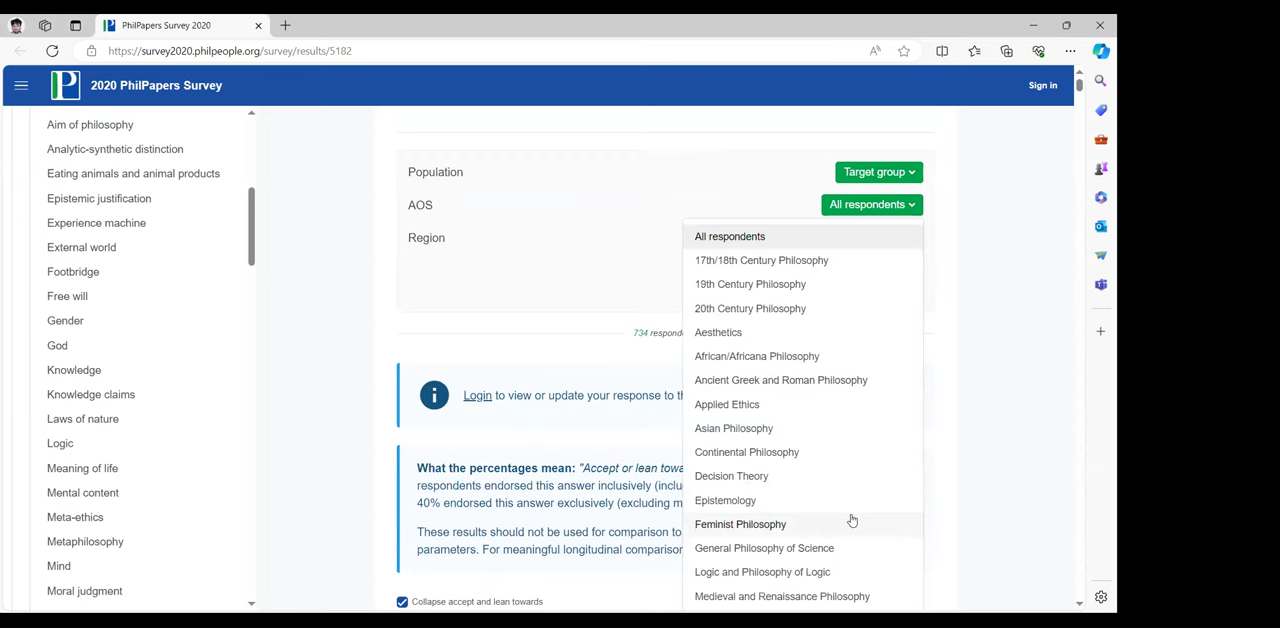 PhilPapers Survey 2020
https://survey2020.philpeople.org/survey/results/5182
2020 PhilPapers Survey
Sign in
Aim of philosophy
Analytic-synthetic distinction
Eating animals and animal products
Epistemic justification
Experience machine
External world
Footbridge
Free will
Gender
God
Knowledge
Knowledge claims
Laws of nature
Logic
Meaning of life
Mental content
Meta-ethics
Metaphilosophy
Mind
Moral judgment
Population
Target group
AOS
All respondents
Region
All respondents
17th/18th Century Philosophy
19th Century Philosophy
20th Century Philosophy
Aesthetics
African/Africana Philosophy
Ancient Greek and Roman Philosophy
Applied Ethics
Asian Philosophy
Continental Philosophy
Decision Theory
Epistemology
Feminist Philosophy
General Philosophy of Science
Logic and Philosophy of Logic
Medieval and Renaissance Philosophy
734
Login to view or update your response to
What the percentages mean: "Accept or lean
respondents endorsed this answer inclusively
40% endorsed this answer exclusively (excluding
These results should not be used for comparison to
parameters. For meaningful longitudinal
Collapse accept and lean towards